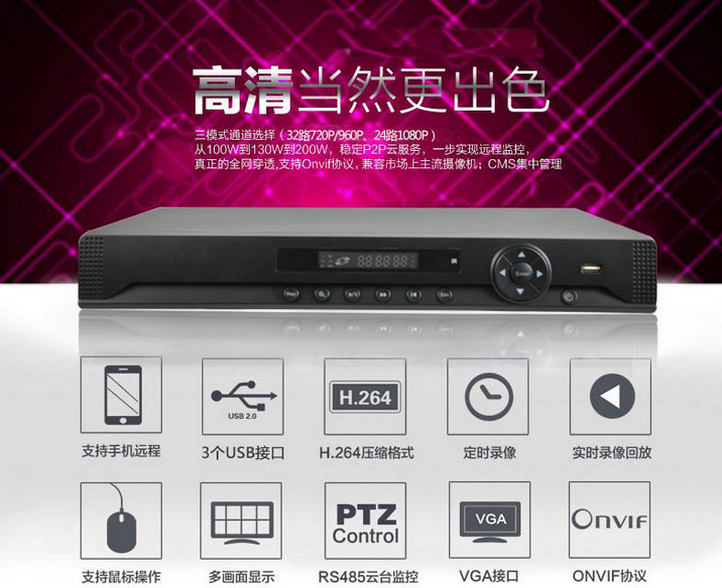 高清当然更出色
三模式通道选择（32路720P/960P、24路1080P）
从100W到130W到200W，稳定P2P云服务，一步实现远程监控，
真正的全网穿透,支持Onvif协议，兼容市场上主流摄像机；CMS集中管理
Enter
USB 2.0
H.264
支持手机远程
3个USB接口
H.264压缩格式
定时录像
实时录像回放
PTZ
Control
VGA
ONVIF
支持鼠标操作
多画面显示
RS485云台监控
VGA接口
ONVIF协议